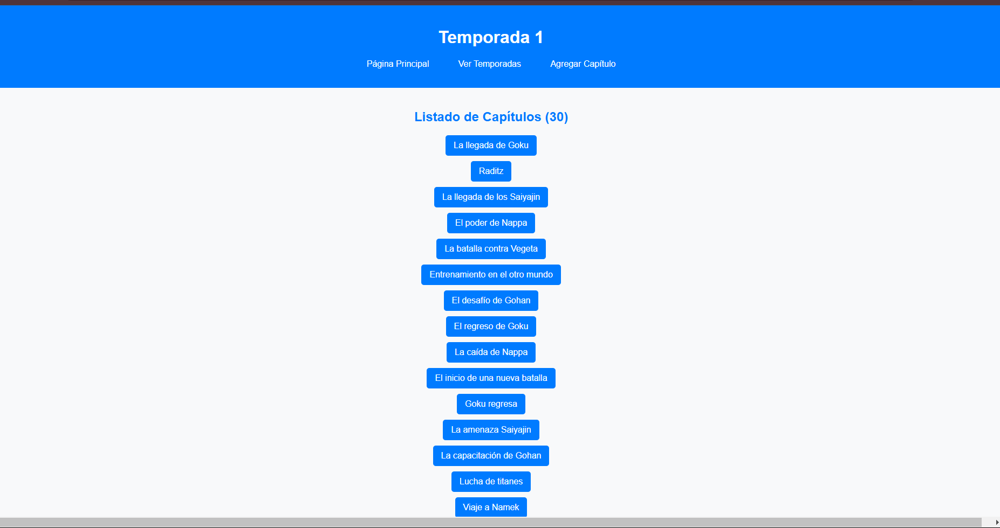 Temporada 1
Página Principal Ver Temporadas Agregar Capítulo
Listado de Capítulos (30)
La llegada de Goku
Raditz
La llegada de los Saiyajin
El poder de Nappa
La batalla contra Vegeta
Entrenamiento en el otro mundo
El desafío de Gohan
El regreso de Goku
La caída de Nappa
El inicio de una nueva batalla
Goku regresa
La amenaza Saiyajin
La capacitación de Gohan
Lucha de titanes
Viaje a Namek